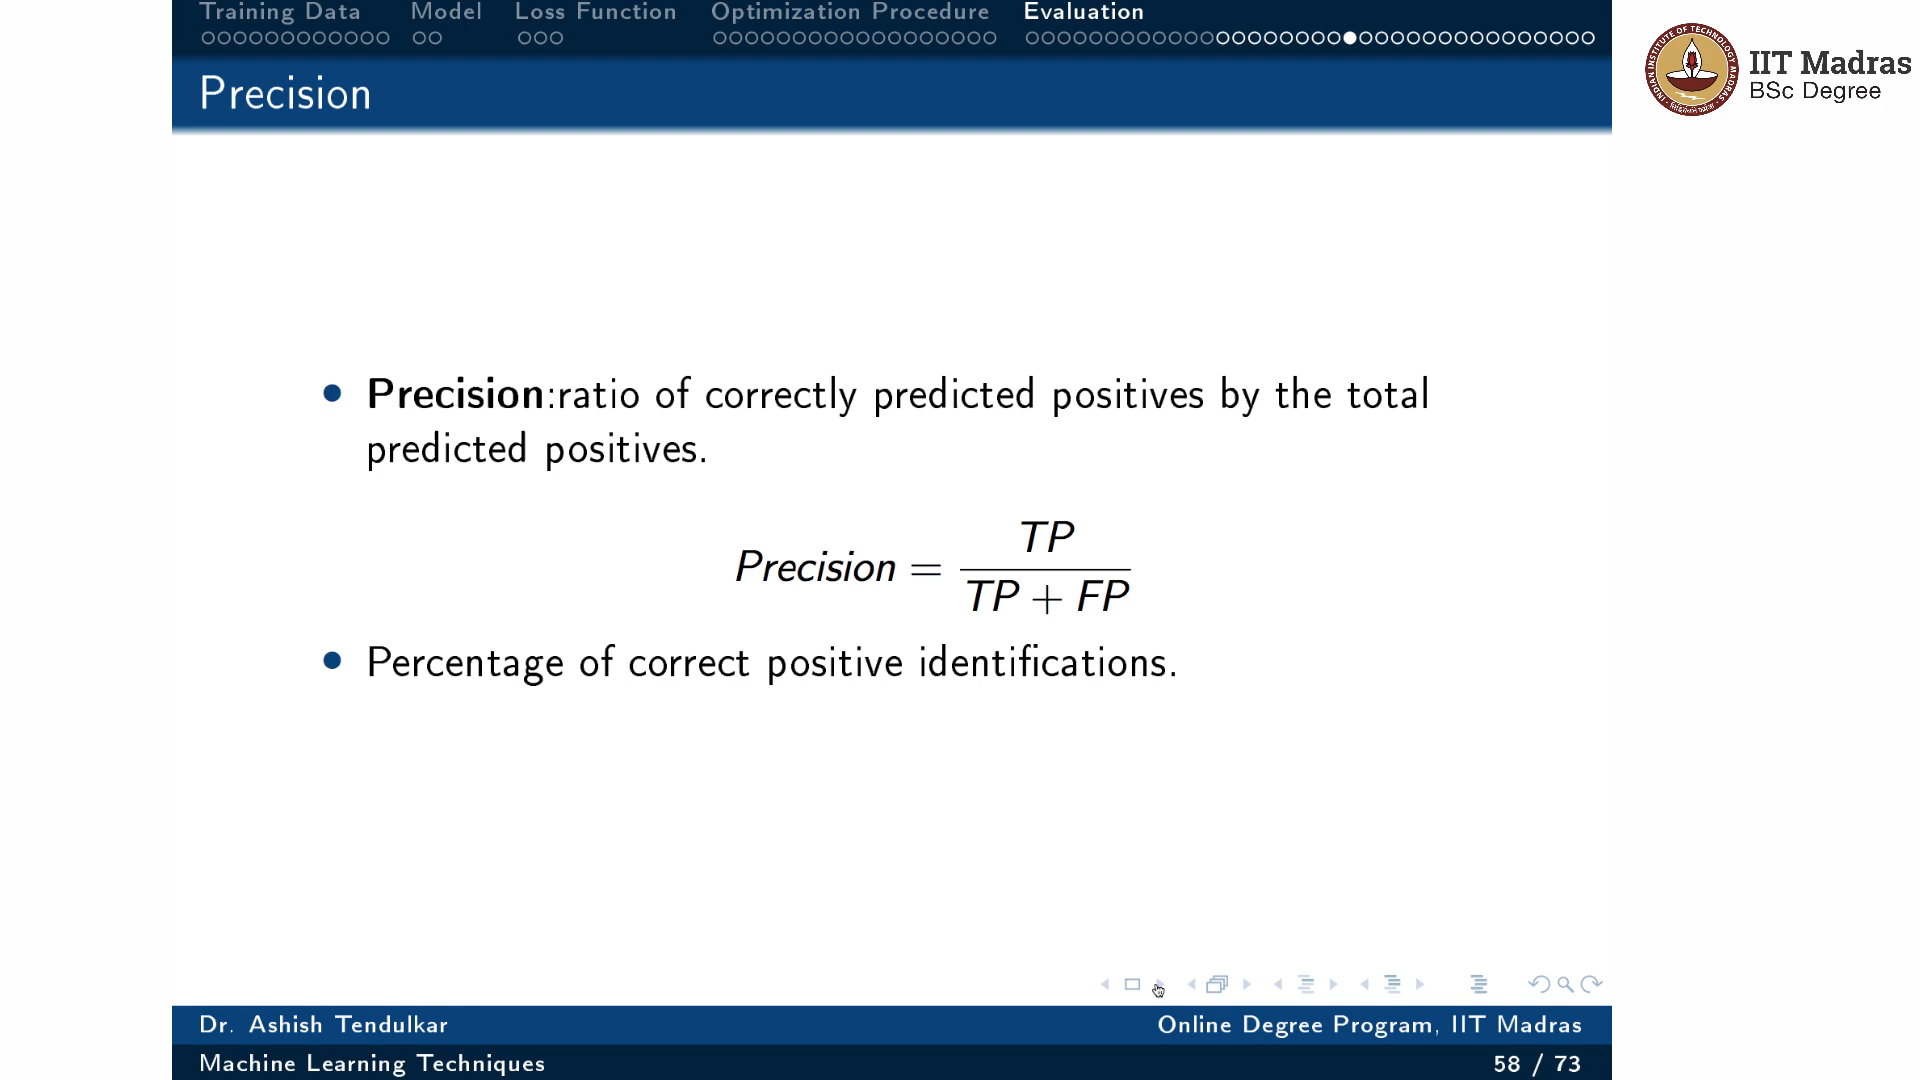 Training Data Model Loss Function Optimization Procedure Evaluation
IIT Madras
BSc Degree
Precision
Precision:ratio of correctly predicted positives by the total
predicted positives.
Precision = TP / TP + FP
Percentage of correct positive identifications.
Dr. Ashish Tendulkar Online Degree Program, IIT Madras
Machine Learning Techniques 58 / 73